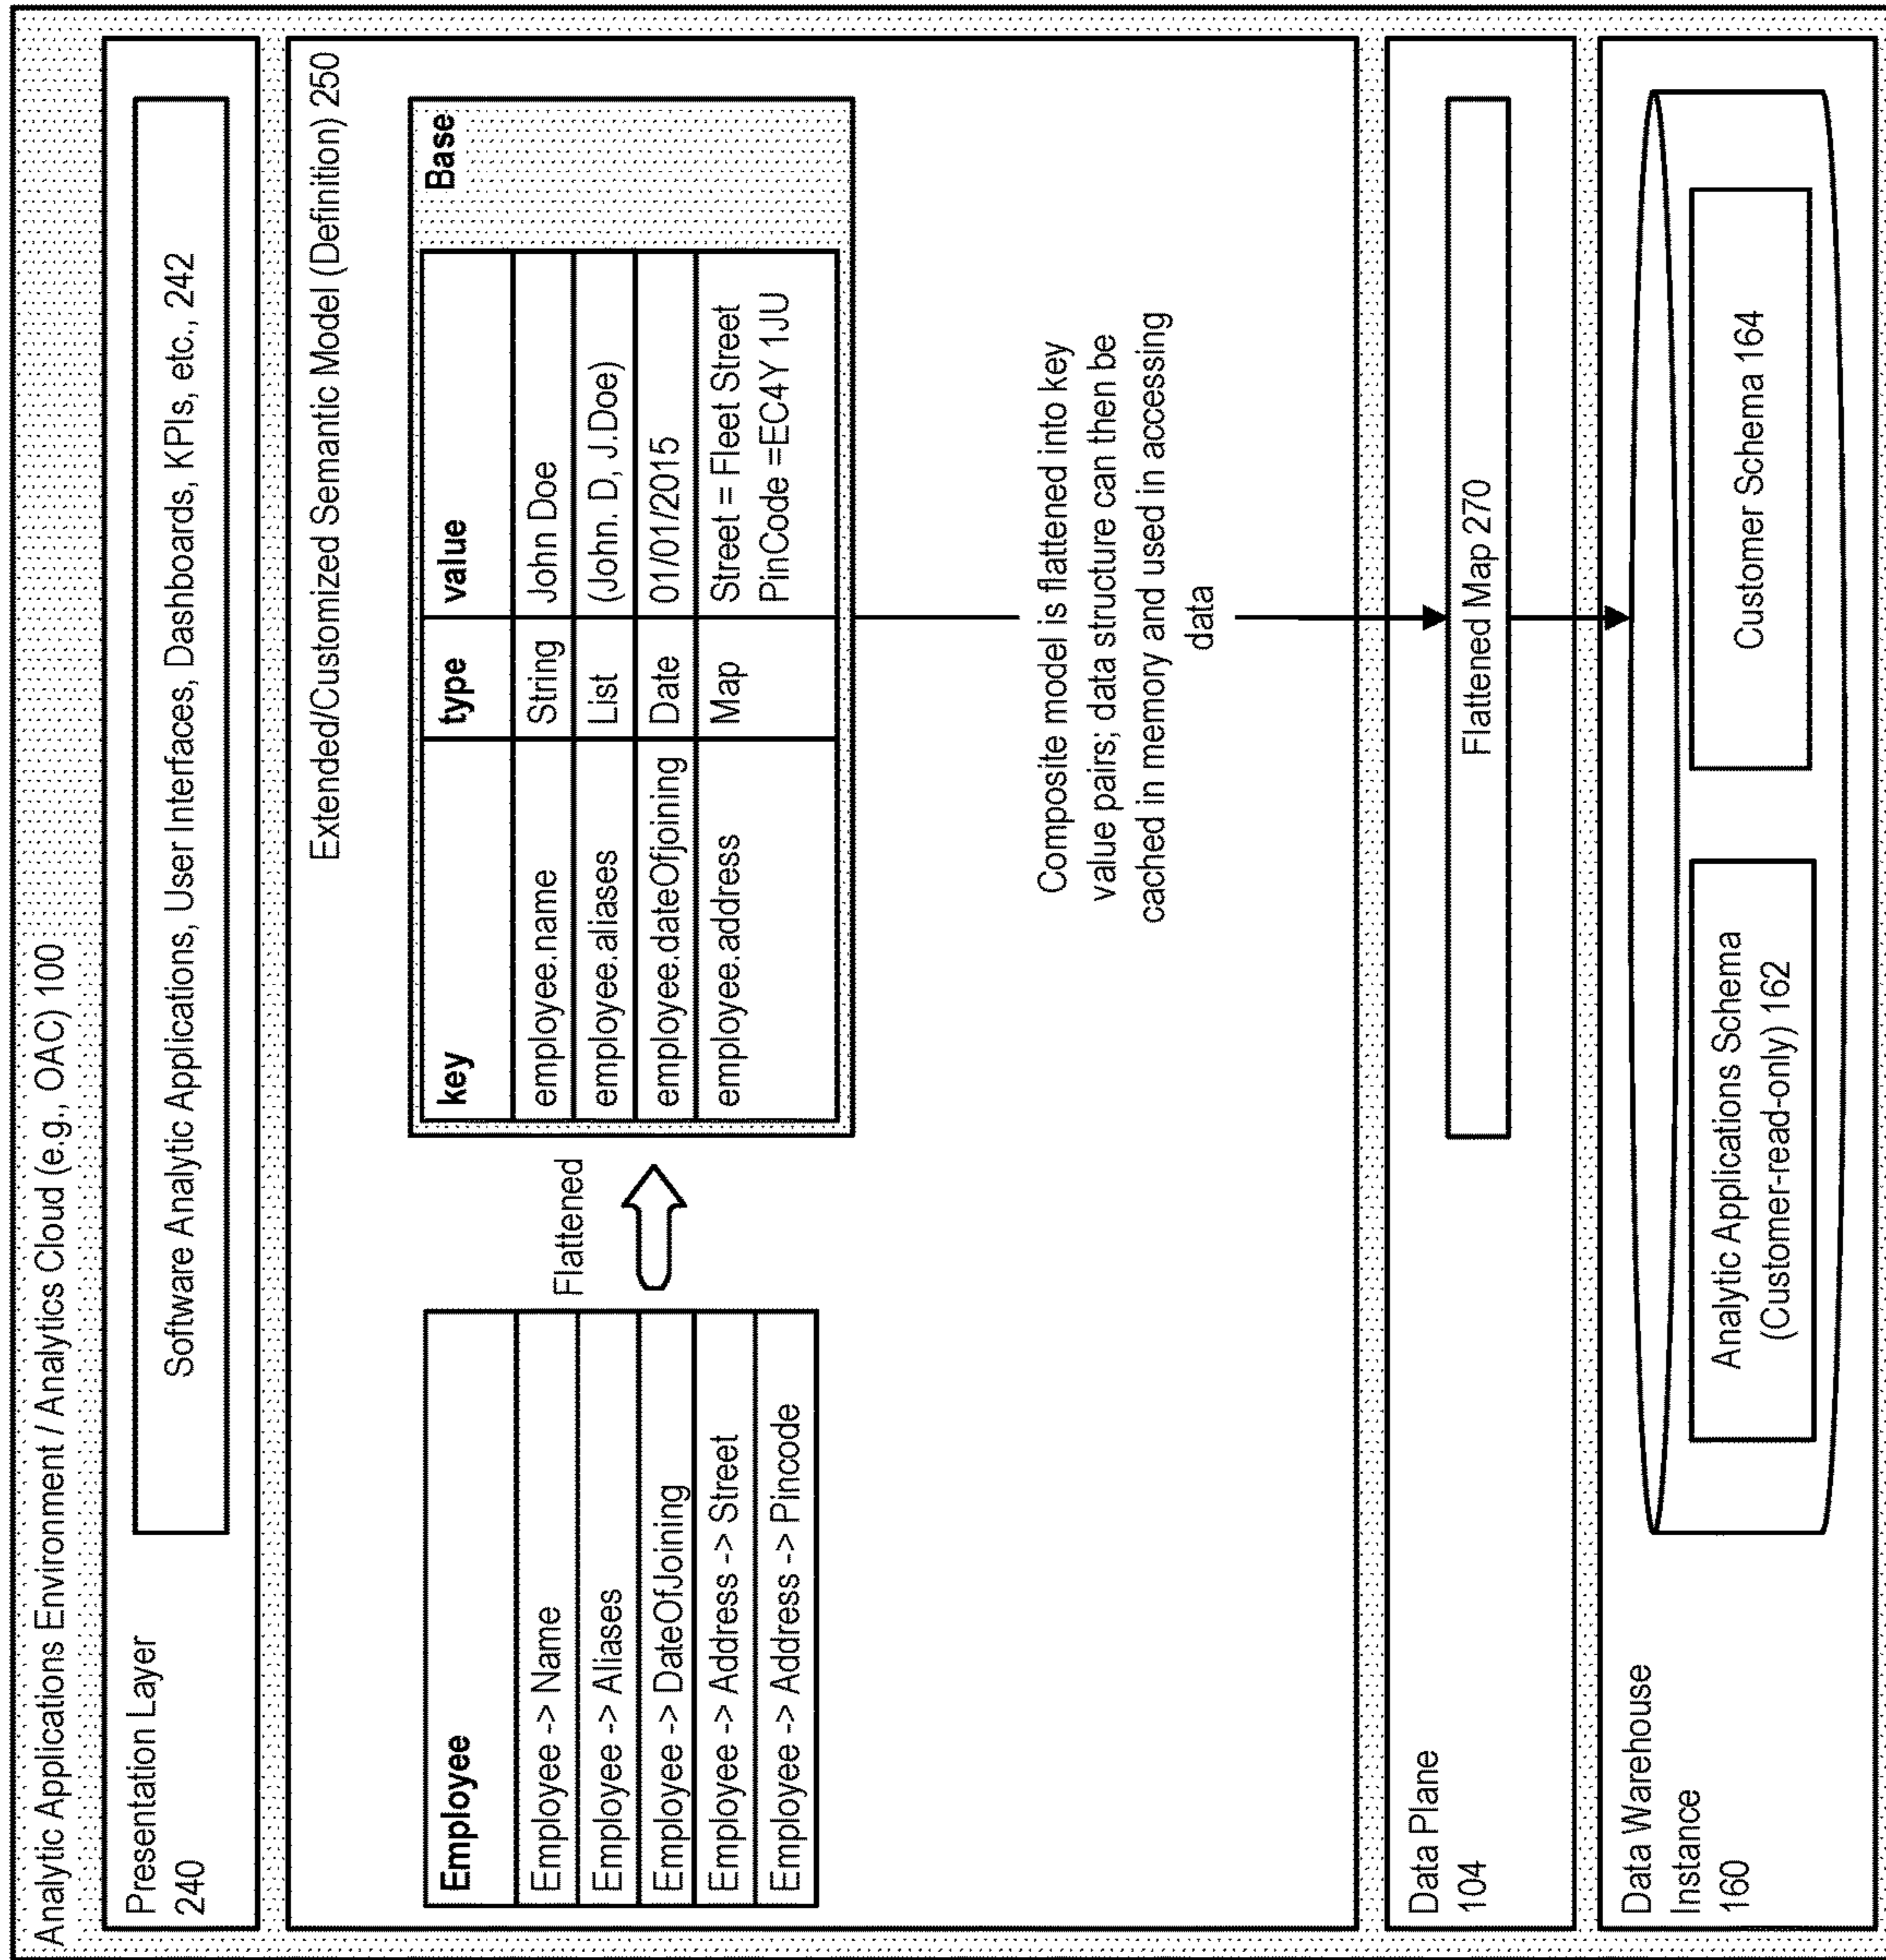 Analytic Applications Environment / Analytics Cloud (e.g., OAC) 100
Presentation Layer
240
Software Analytic Applications, User Interfaces, Dashboards, KPIs, etc., 242
Extended/Customized Semantic Model (Definition) 250
Employee
Employee -> Name
Employee -> Aliases
Employee -> DateOfJoining
Employee -> Address -> Street
Employee -> Address -> Pincode
Flattened
Base
key type value
employee.name String John Doe
employee.aliases List (John. D, J.Doe)
employee.dateOfjoining Date 01/01/2015
employee.address Map Street = Fleet Street
PinCode =EC4Y 1JU
Composite model is flattened into key
value pairs; data structure can then be
cached in memory and used in accessing
data
Data Plane
104
Flattened Map 270
Data Warehouse
Instance
160
Analytic Applications Schema
(Customer-read-only) 162
Customer Schema 164